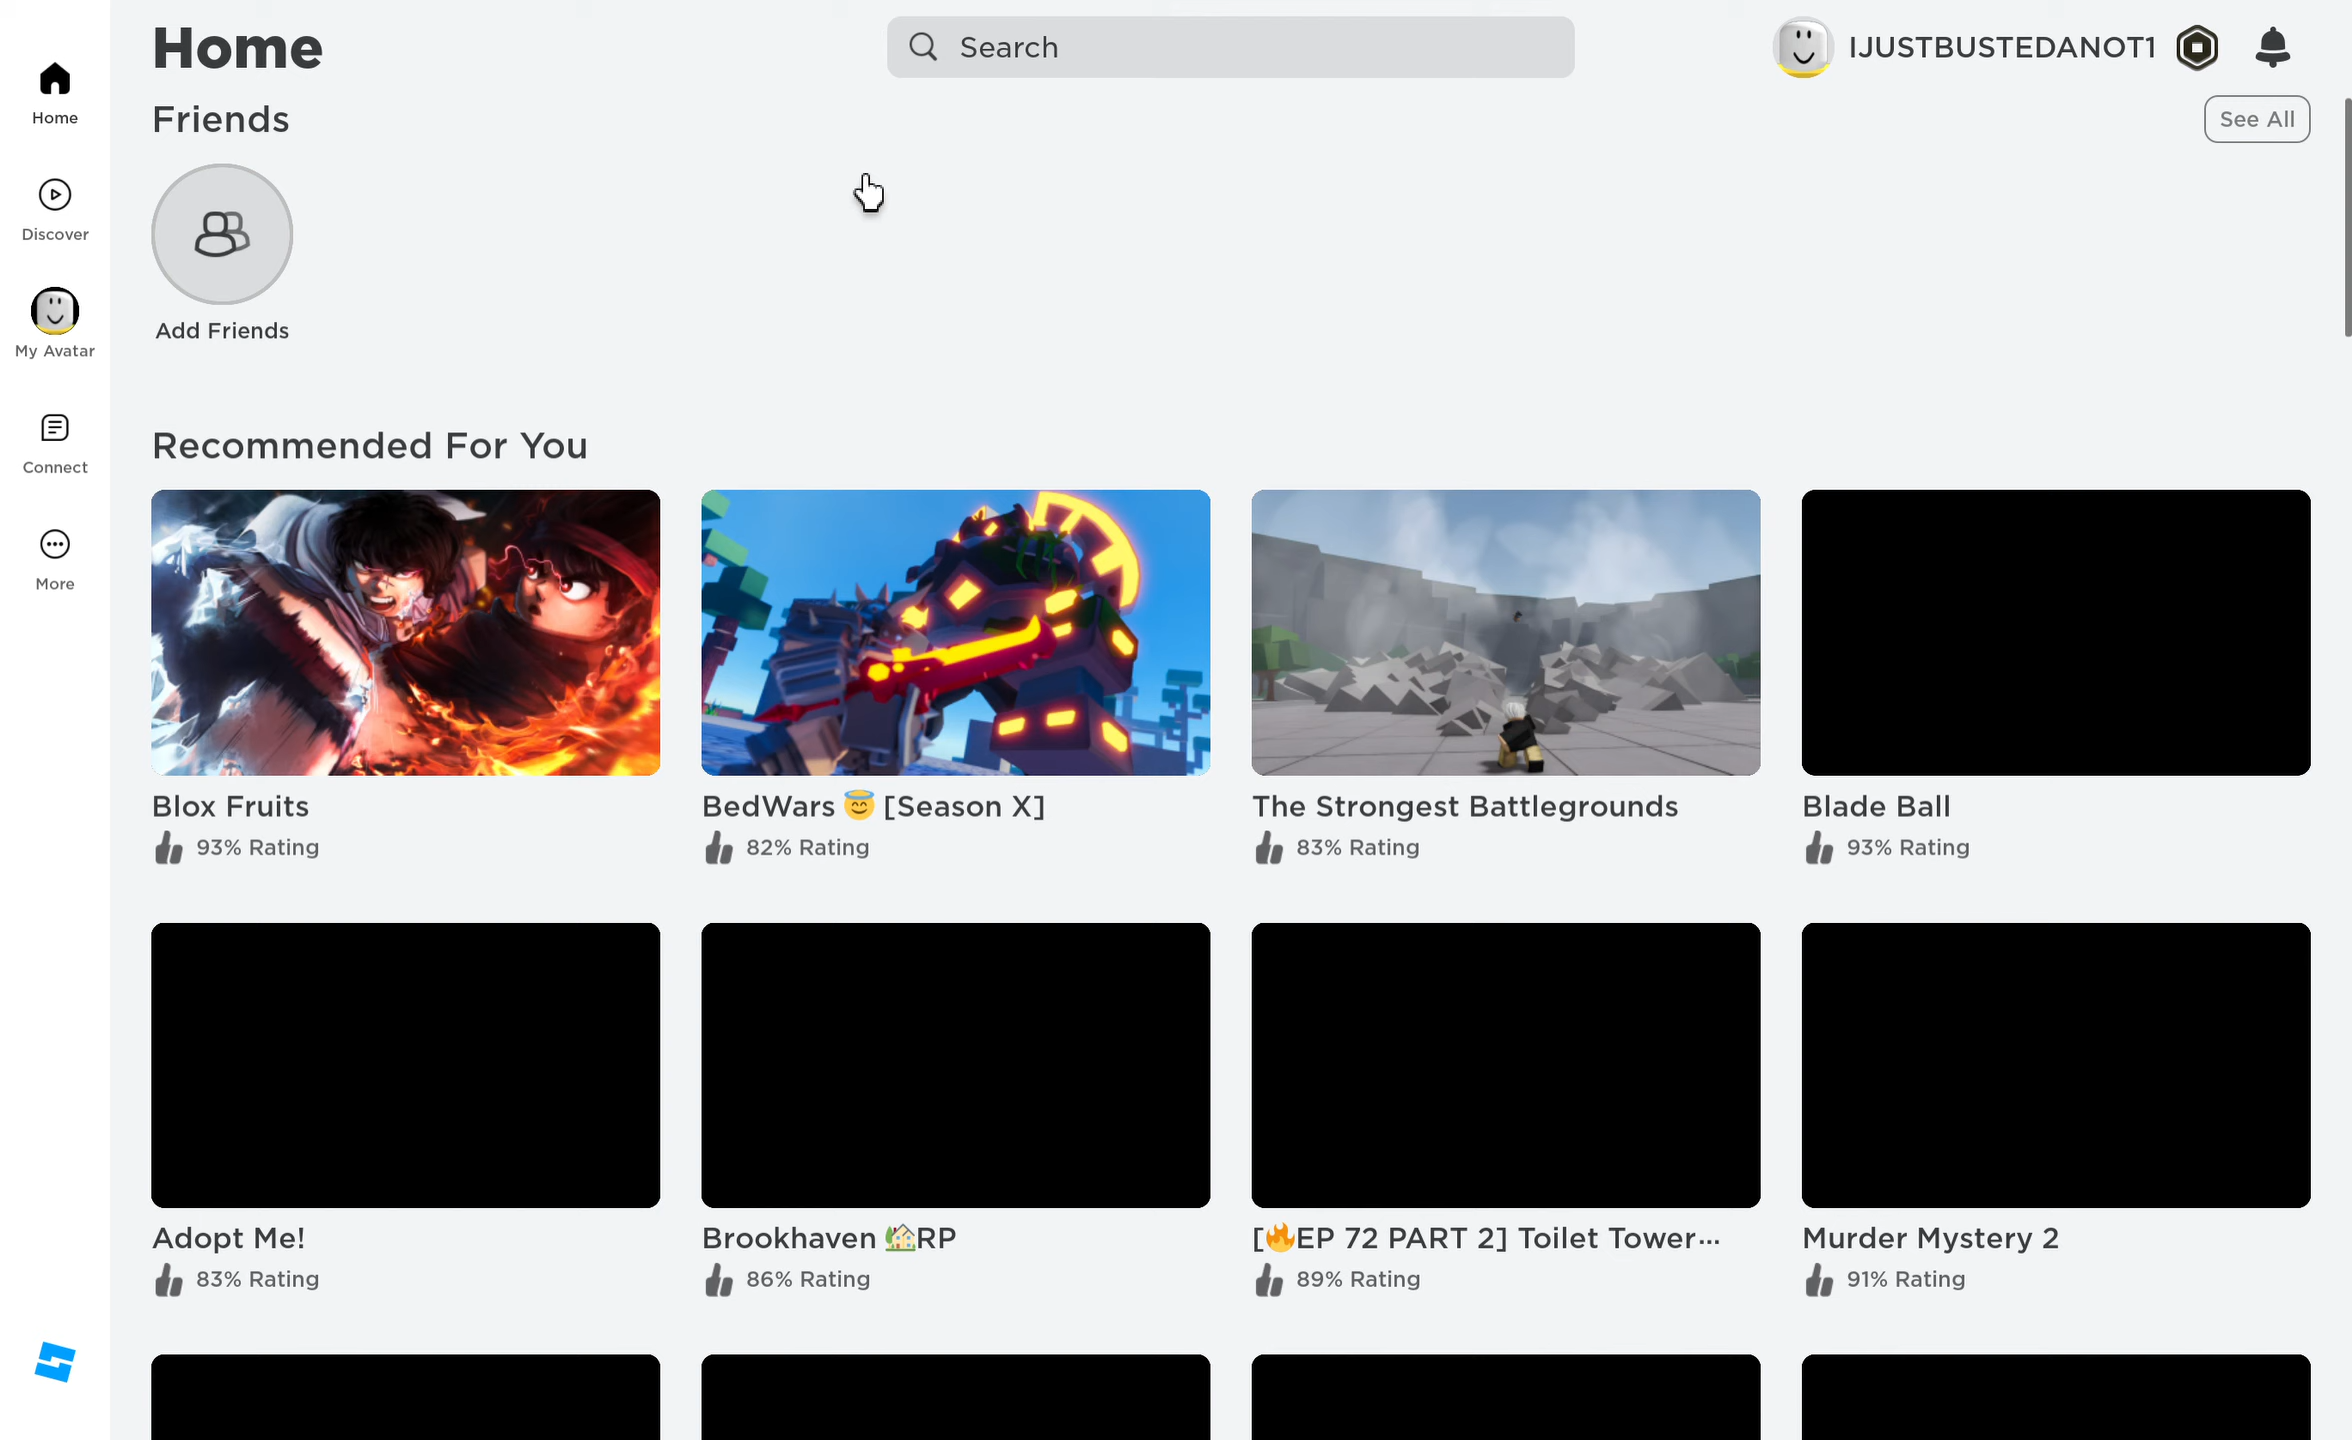 Home
Search
IJUSTBUSTEDANOT1
Home
Discover
My Avatar
Connect
More
Friends
See All
Add Friends
Recommended For You
Blox Fruits
93% Rating
BedWars 😇 [Season X]
82% Rating
The Strongest Battlegrounds
83% Rating
Blade Ball
93% Rating
Adopt Me!
83% Rating
Brookhaven 🏡RP
86% Rating
[🔥EP 72 PART 2] Toilet Tower...
89% Rating
Murder Mystery 2
91% Rating